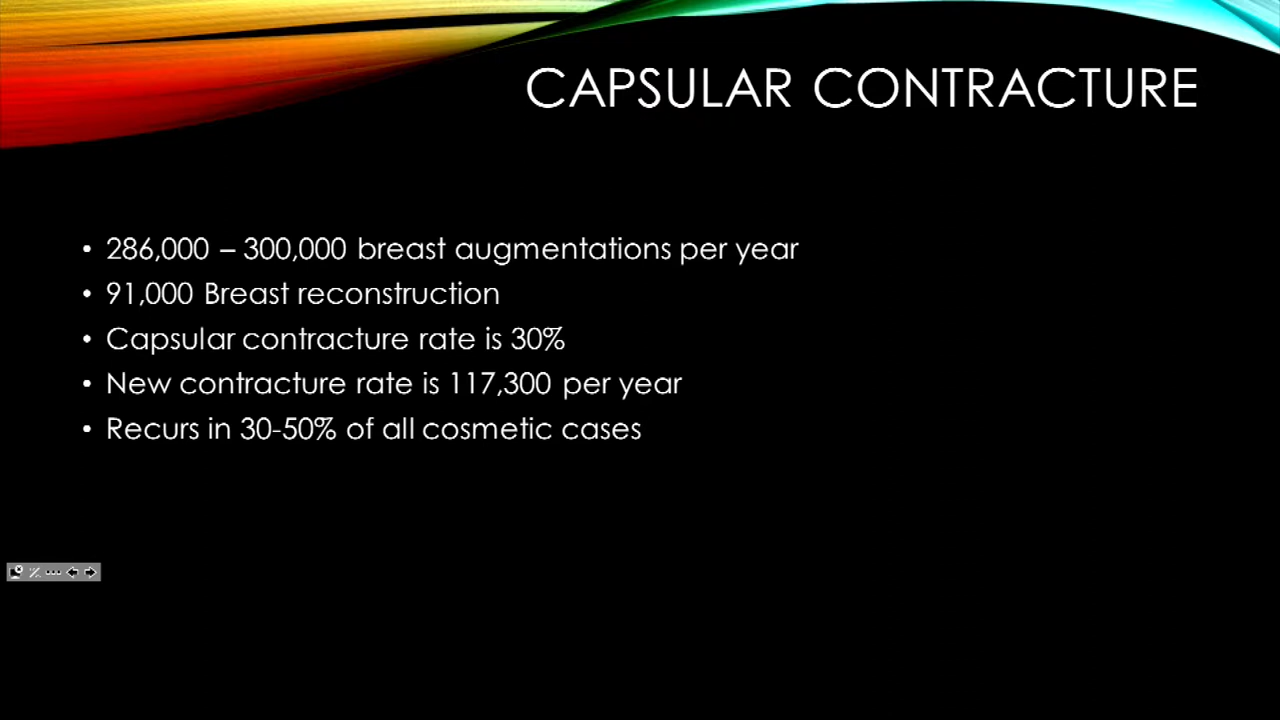 CAPSULAR CONTRACTURE
• 286,000 – 300,000 breast augmentations per year
• 91,000 Breast reconstruction
• Capsular contracture rate is 30%
• New contracture rate is 117,300 per year
• Recurs in 30-50% of all cosmetic cases